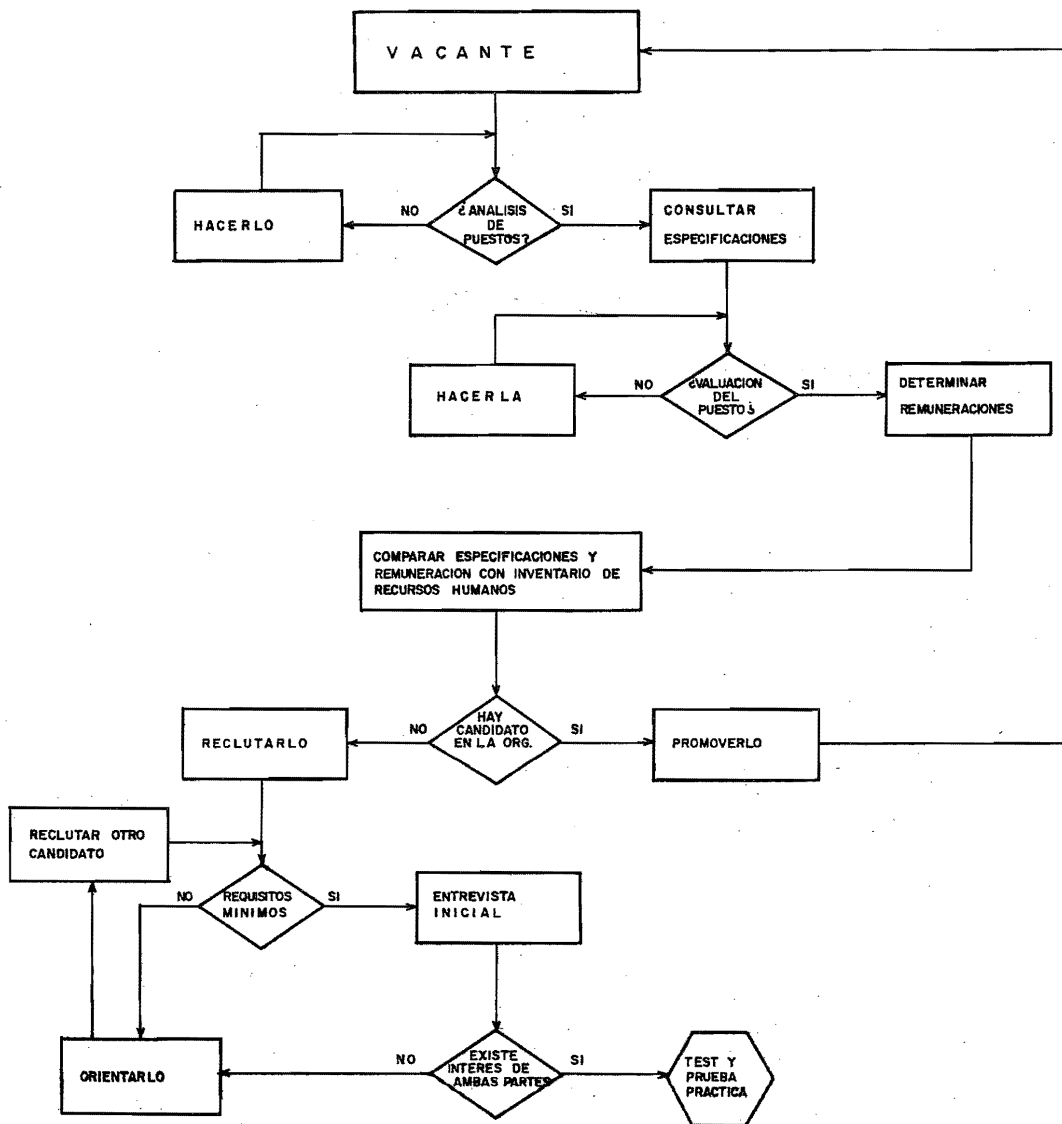 VACANTE
NO
¿ANALISIS
DE
PUESTOS?
SI
HACERLO
CONSULTAR
ESPECIFICACIONES
HACERLA
NO
¿VALUACION
DEL
PUESTO¿
SI
DETERMINAR
REMUNERACIONES
COMPARAR ESPECIFICACIONES Y
REMUNERACION CON INVENTARIO DE
RECURSOS HUMANOS
RECLUTARLO
NO
HAY
CANDIDATO
EN LA ORG.
SI
PROMOVERLO
RECLUTAR OTRO
CANDIDATO
NO
REQUISITOS
MINIMOS
SI
ENTREVISTA
INICIAL
ORIENTARLO
NO
EXISTE
INTERES DE
AMBAS PARTES
SI
TEST Y
PRUEBA
PRACTICA